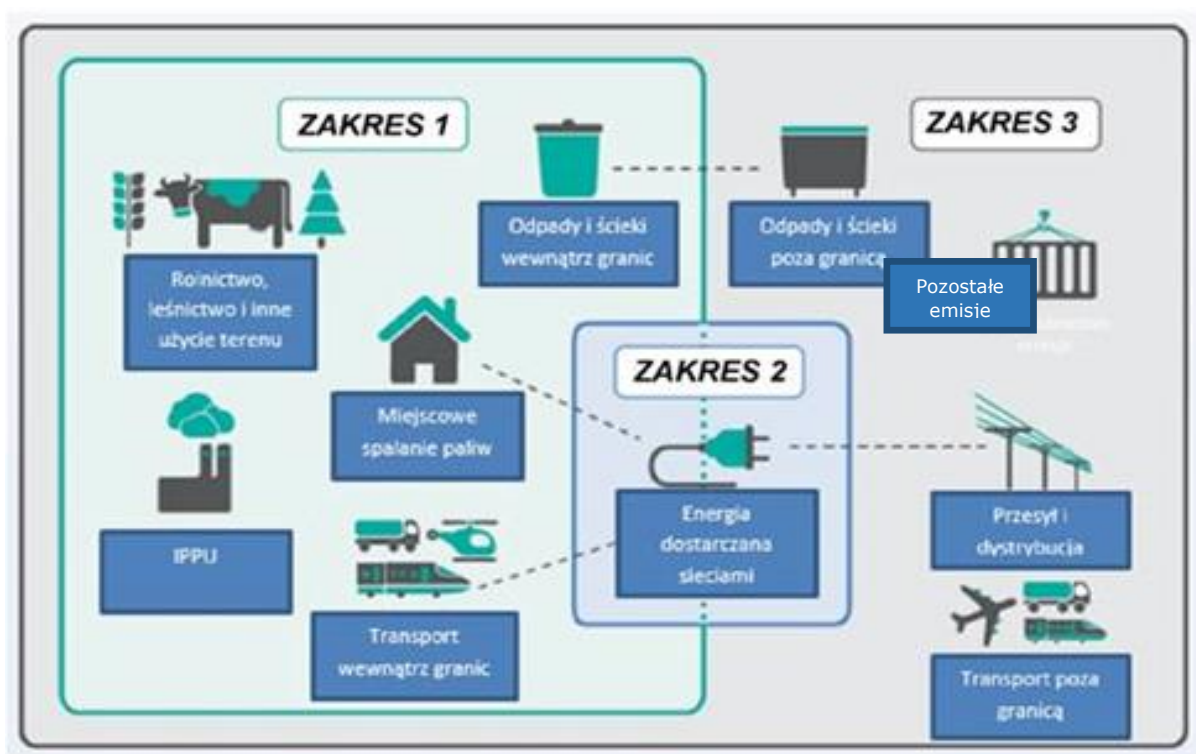 ZAKRES 1
ZAKRES 3
Odpady i ścieki
wewnątrz granic
Odpady i ścieki
poza granicą
Rolnictwo,
leśnictwo i inne
użycie terenu
Pozostałe
emisje
ZAKRES 2
Miejscowe
spalanie paliw
Energia
dostarczana
sieciami
Przesył i
dystrybucja
IPPU
Transport
wewnątrz granic
Transport poza
granicą